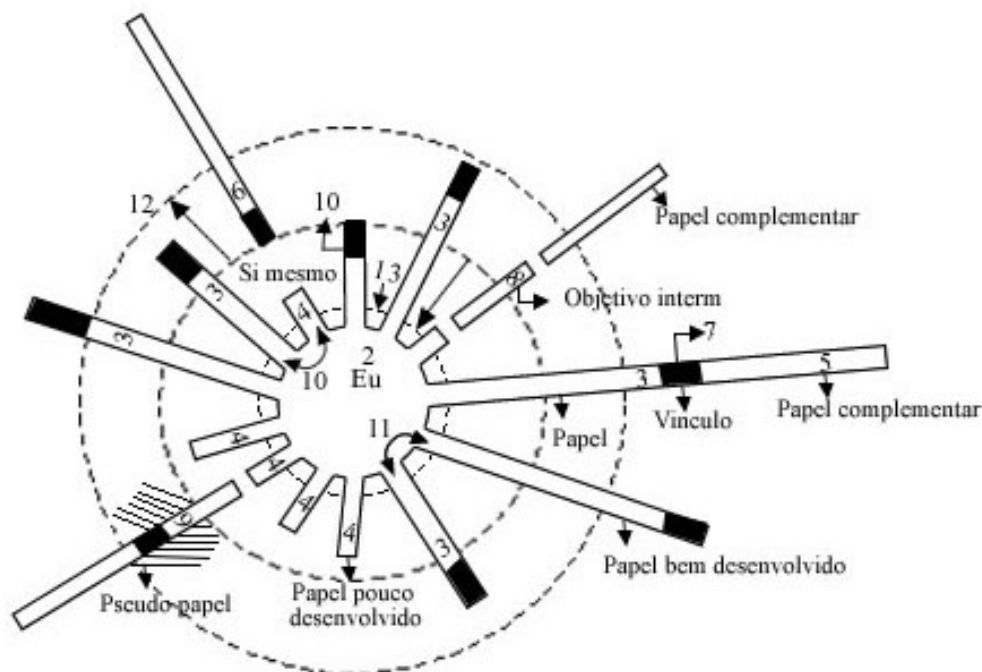 12
6
10
3
Papel complementar
Si mesmo
1
3
3
4
8
Objetivo interm
3
2
Eu
10
7
3
5
Papel
Vinculo
Papel complementar
11
4
4
4
4
3
9
Papel bem desenvolvido
Pseudo papel
Papel pouco
desenvolvido